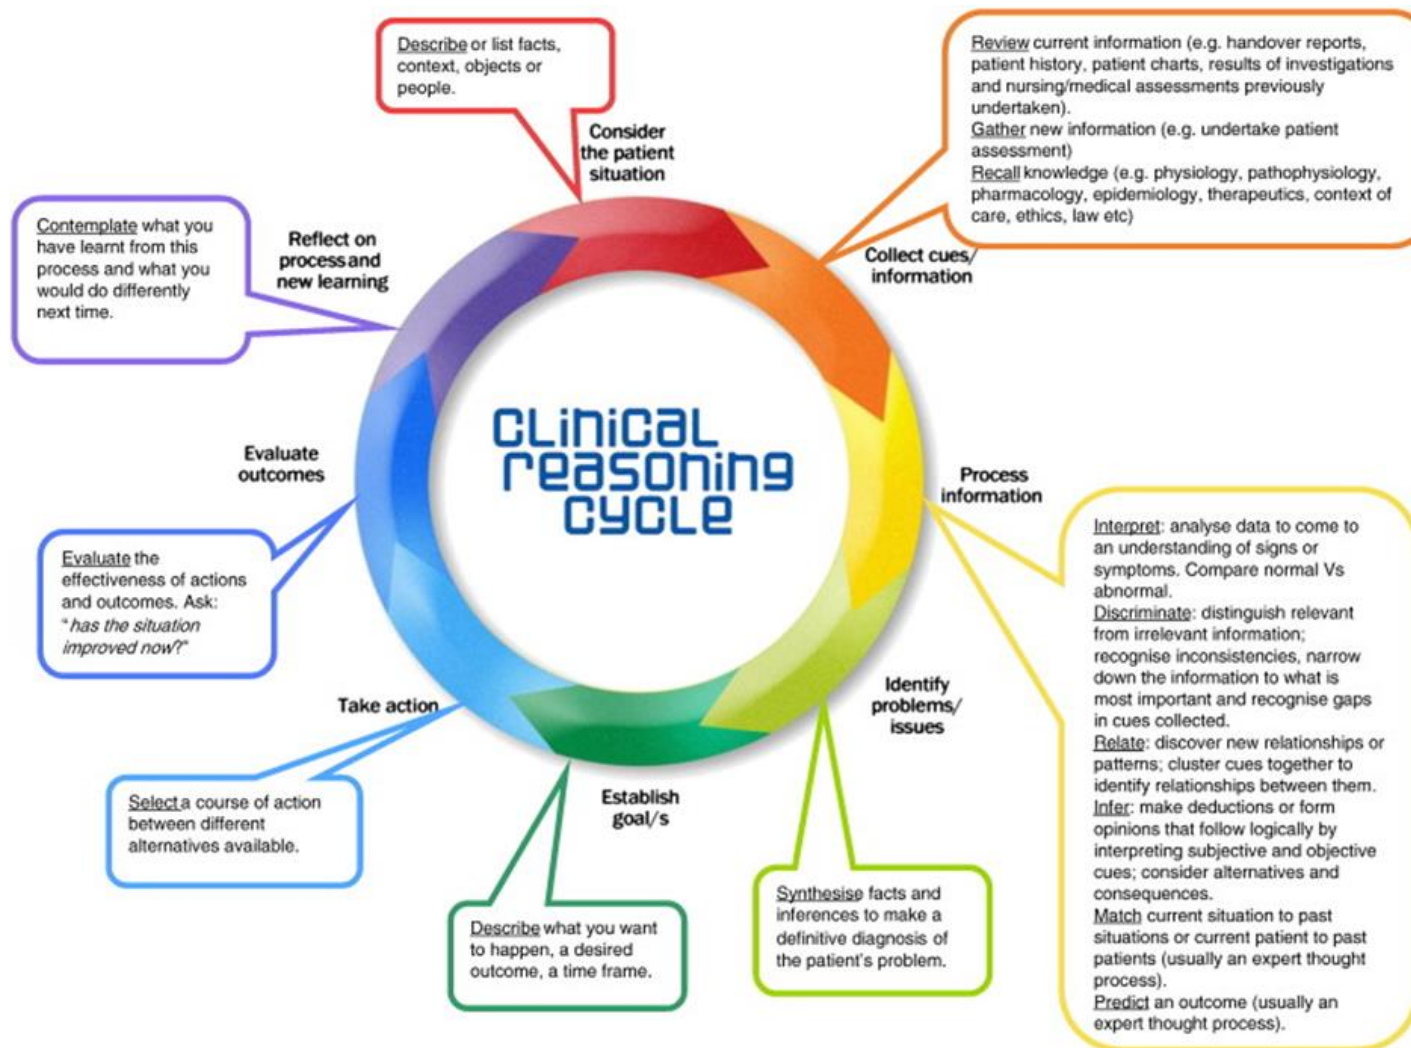 Describe or list facts,
context, objects or
people.
Consider
the patient
situation
Review current information (e.g. handover reports,
patient history, patient charts, results of investigations
and nursing/medical assessments previously
undertaken).
Gather new information (e.g. undertake patient
assessment)
Recall knowledge (e.g. physiology, pathophysiology,
pharmacology, epidemiology, therapeutics, context of
care, ethics, law etc)
Collect cues/
information
Process
information
Interpret: analyse data to come to
an understanding of signs or
symptoms. Compare normal Vs
abnormal.
Discriminate: distinguish relevant
from irrelevant information;
recognise inconsistencies, narrow
down the information to what is
most important and recognise gaps
in cues collected.
Relate: discover new relationships or
patterns; cluster cues together to
identify relationships between them.
Infer: make deductions or form
opinions that follow logically by
interpreting subjective and objective
cues; consider alternatives and
consequences.
Match current situation to past
situations or current patient to past
patients (usually an expert thought
process).
Predict an outcome (usually an
expert thought process).
Identify
problems/
issues
Synthesise facts and
inferences to make a
definitive diagnosis of
the patient's problem.
Establish
goal/s
Describe what you want
to happen, a desired
outcome, a time frame.
Take action
Select a course of action
between different
alternatives available.
Evaluate
outcomes
Evaluate the
effectiveness of actions
and outcomes. Ask:
"has the situation
improved now?"
Reflect on
process and
new learning
Contemplate what you
have learnt from this
process and what you
would do differently
next time.
CLINICAL
REASONING
CYCLE